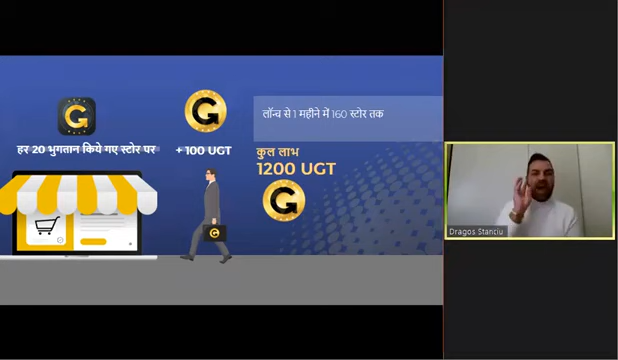 हर 20 भुगतान किये गए स्टोर पर
+ 100 UGT
लॉन्च से 1 महीने में 160 स्टोर तक
कुल लाभ
1200 UGT
Dragos Stanciu